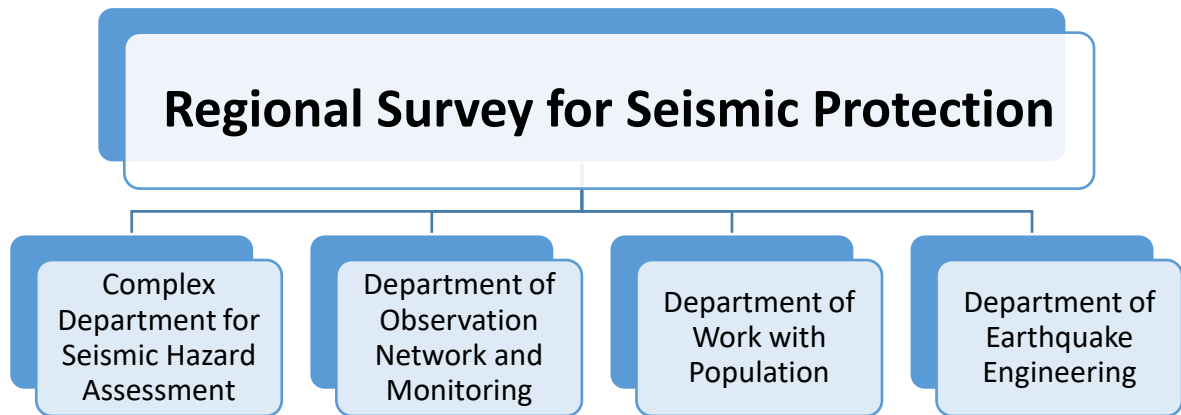 Regional Survey for Seismic Protection
Complex
Department for
Seismic Hazard
Assessment
Department of
Observation
Network and
Monitoring
Department of
Work with
Population
Department of
Earthquake
Engineering